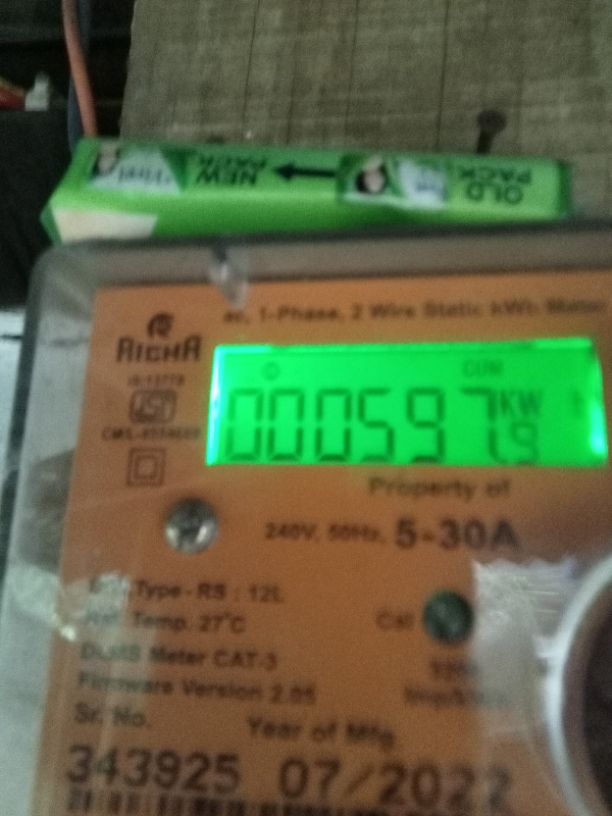 OLD PACK
NEW PACK
1-Phase, 2 Wire Static kWh Meter
RICHA
CUM
000597.9 KW
Property of
240V, 50Hz, 5-30A
Type - RS : 12L
Ref. Temp. 27°C
Cal
DLMS Meter CAT-3
Firmware Version 2.05
Sr. No.
Year of Mfg.
343925 07/2022